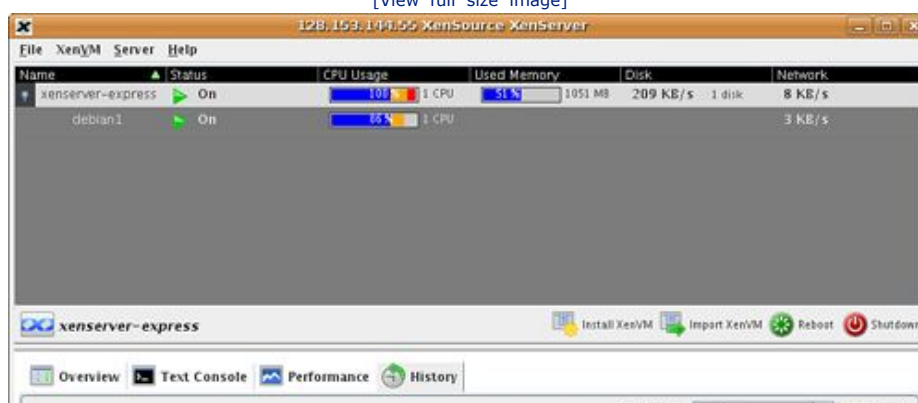 [View full size image]
128.153.144.55 XenSource XenServer
File XenVM Server Help
Name Status CPU Usage Used Memory Disk Network
xenserver-express On 100% 1 CPU 51% 1051 MB 209 KB/s 1 disk 8 KB/s
debian1 On 86% 1 CPU 3 KB/s
xenserver-express Install XenVM Import XenVM Reboot Shutdown
Overview Text Console Performance History